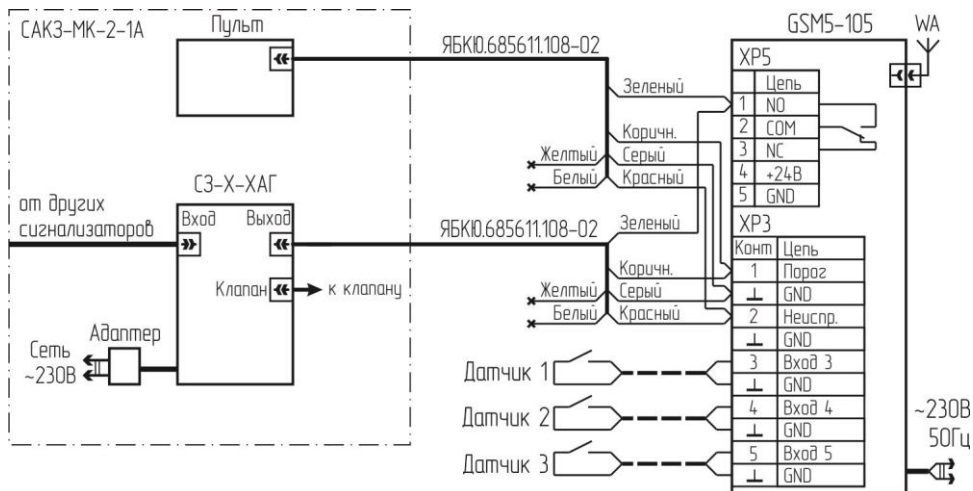 САКЗ-МК-2-1А
Пульт
GSM5-105
WA
ЯБКЮ.685611.108-02
XP5
Цепь
1 NO
2 COM
3 NC
4 +24В
5 GND
Зеленый
Коричн.
Желтый Серый
Белый Красный
СЗ-Х-ХАГ
от других
сигнализаторов
Вход Выход
ЯБКЮ.685611.108-02
Зеленый
Клапан
к клапану
Коричн.
Желтый Серый
Белый Красный
XP3
Конт Цепь
1 Порог
⊥ GND
2 Неиспр.
⊥ GND
3 Вход 3
⊥ GND
4 Вход 4
⊥ GND
5 Вход 5
⊥ GND
Адаптер
Сеть
~230В
Датчик 1
Датчик 2
Датчик 3
~230В
50Гц